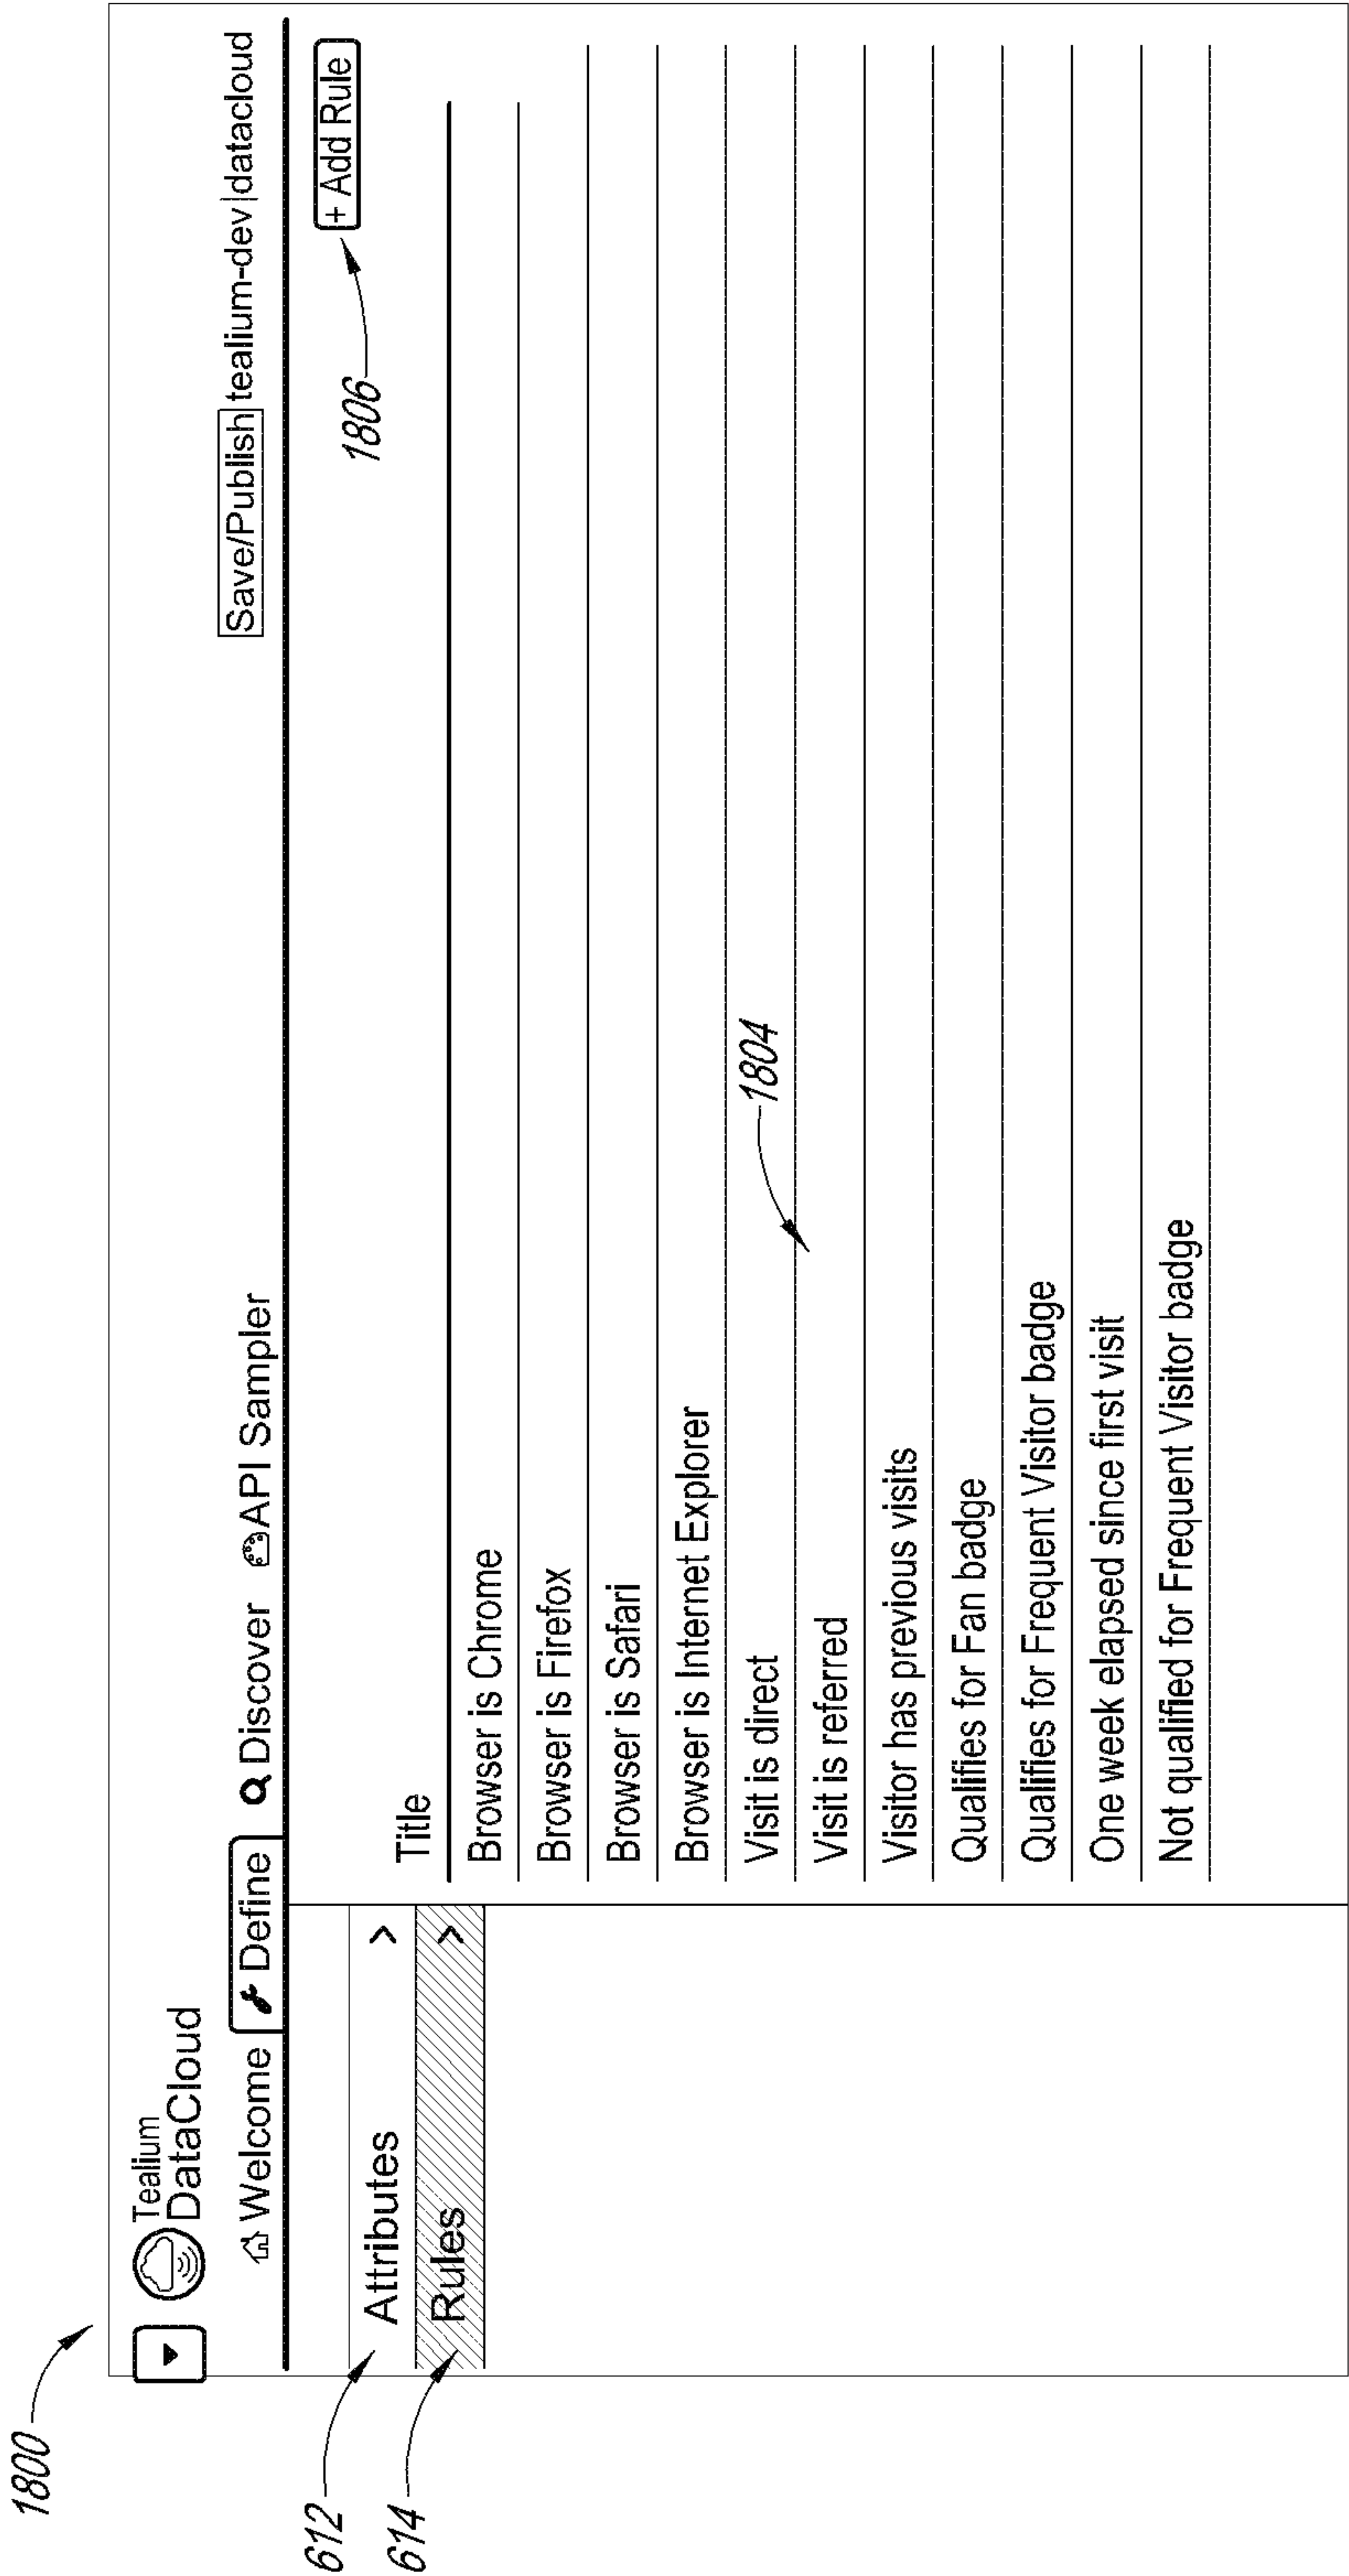 1800
Tealium
DataCloud
Welcome Define Discover API Sampler Save/Publish tealium-dev|datacloud
612
Attributes >
614
Rules >
+ Add Rule
1806
Title
Browser is Chrome
Browser is Firefox
Browser is Safari
Browser is Internet Explorer
Visit is direct
1804
Visit is referred
Visitor has previous visits
Qualifies for Fan badge
Qualifies for Frequent Visitor badge
One week elapsed since first visit
Not qualified for Frequent Visitor badge